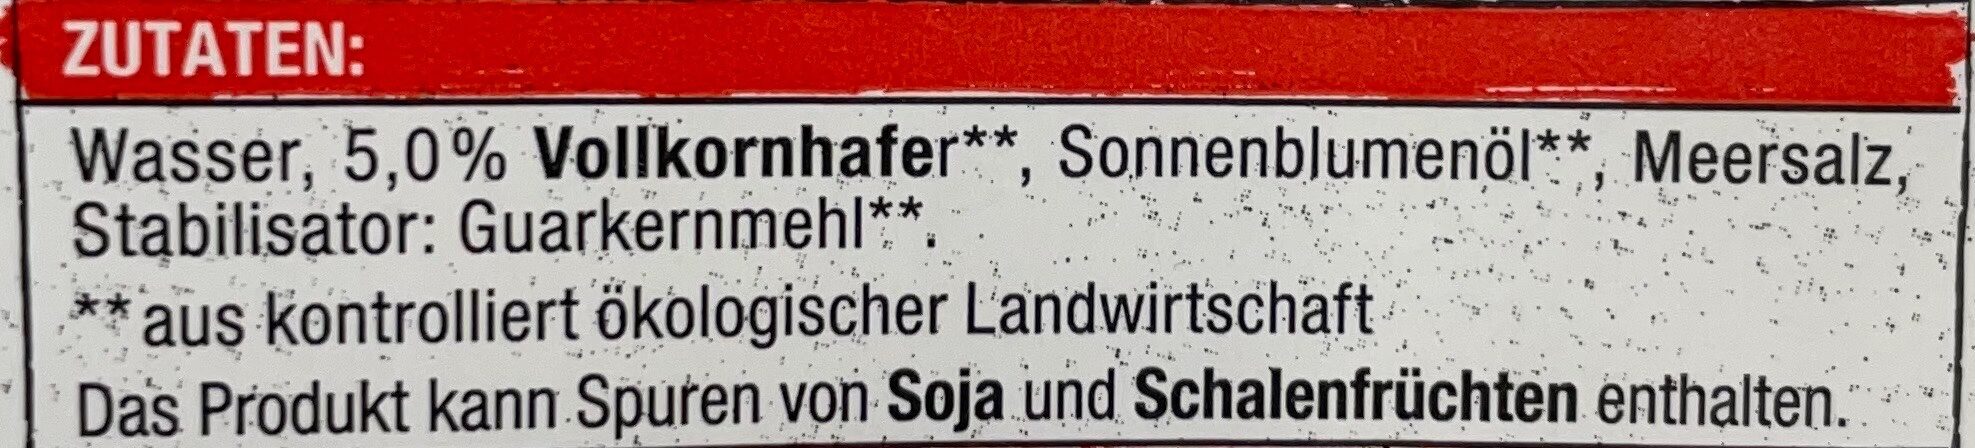 ZUTATEN:
Wasser, 5,0% Vollkornhafer**, Sonnenblumenöl**, Meersalz,
Stabilisator: Guarkernmehl**.
**aus kontrolliert ökologischer Landwirtschaft
Das Produkt kann Spuren von Soja und Schalenfrüchten enthalten.